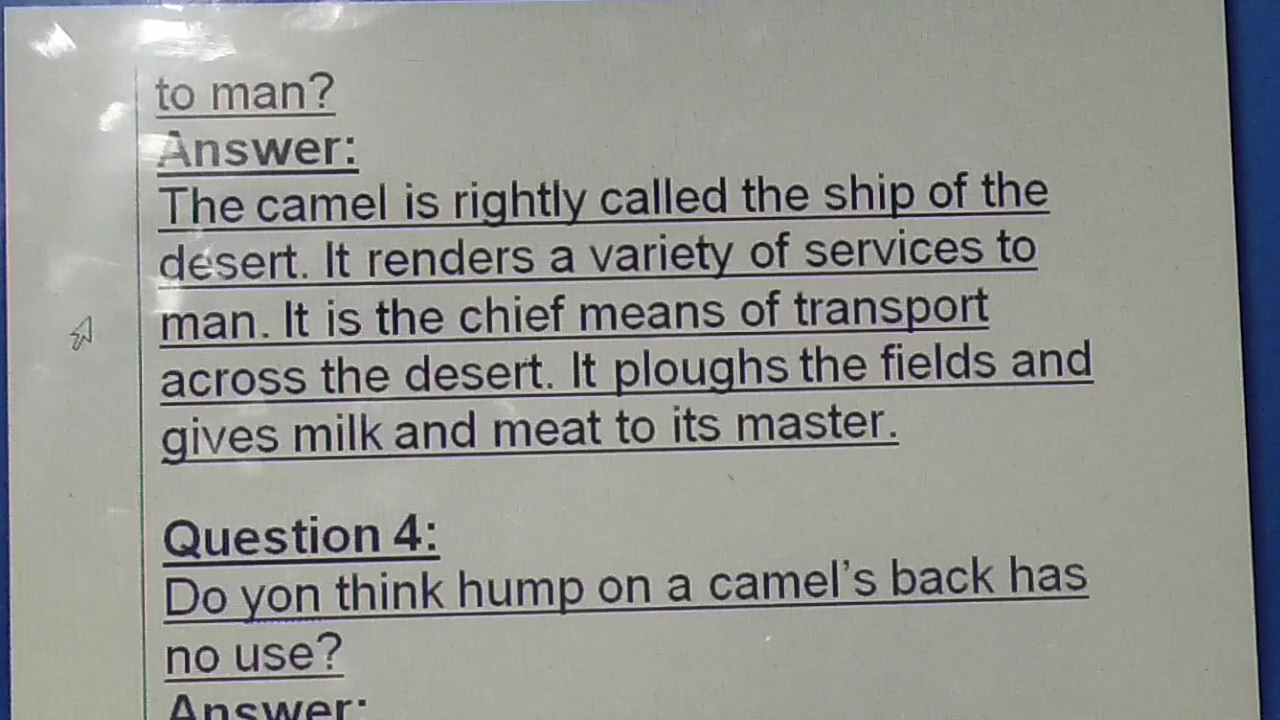 to man?
Answer:
The camel is rightly called the ship of the
desert. It renders a variety of services to
man. It is the chief means of transport
across the desert. It ploughs the fields and
gives milk and meat to its master.
Question 4:
Do yon think hump on a camel’s back has
no use?
Answer: